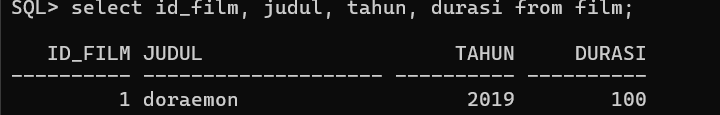 SQL> select id_film, judul, tahun, durasi from film;
   ID_FILM JUDUL                     TAHUN     DURASI
---------- -------------------- ---------- ----------
         1 doraemon                   2019        100